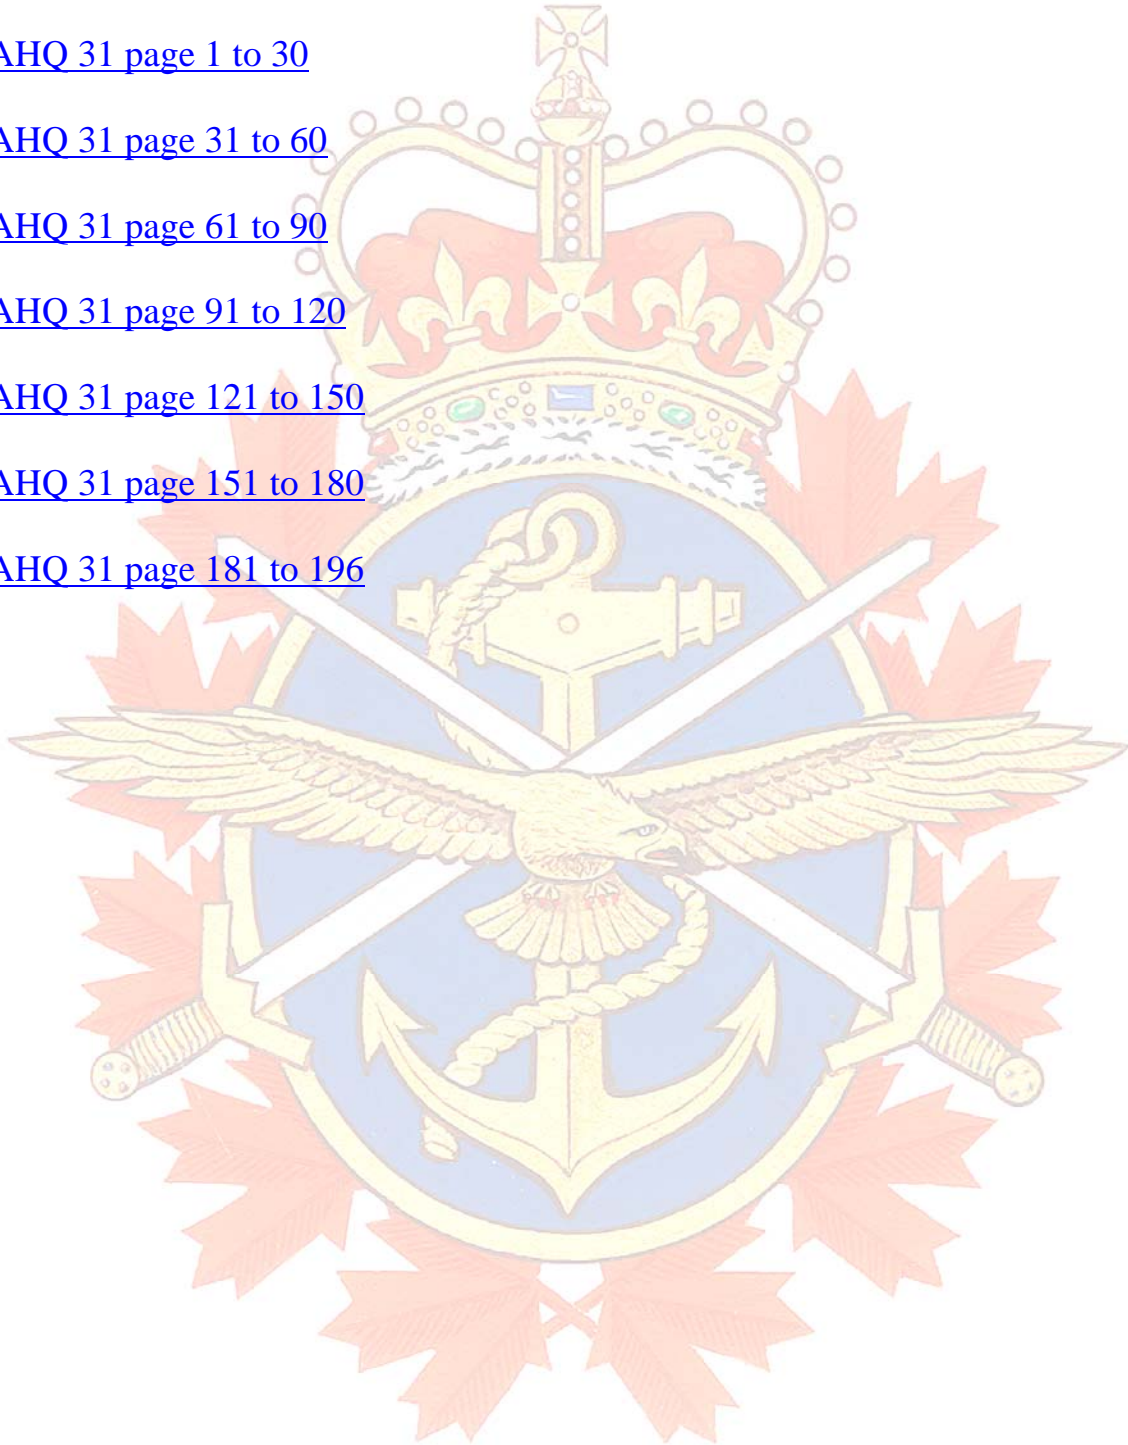 AHQ 31 page 1 to 30
AHQ 31 page 31 to 60
AHQ 31 page 61 to 90
AHQ 31 page 91 to 120
AHQ 31 page 121 to 150
AHQ 31 page 151 to 180
AHQ 31 page 181 to 196